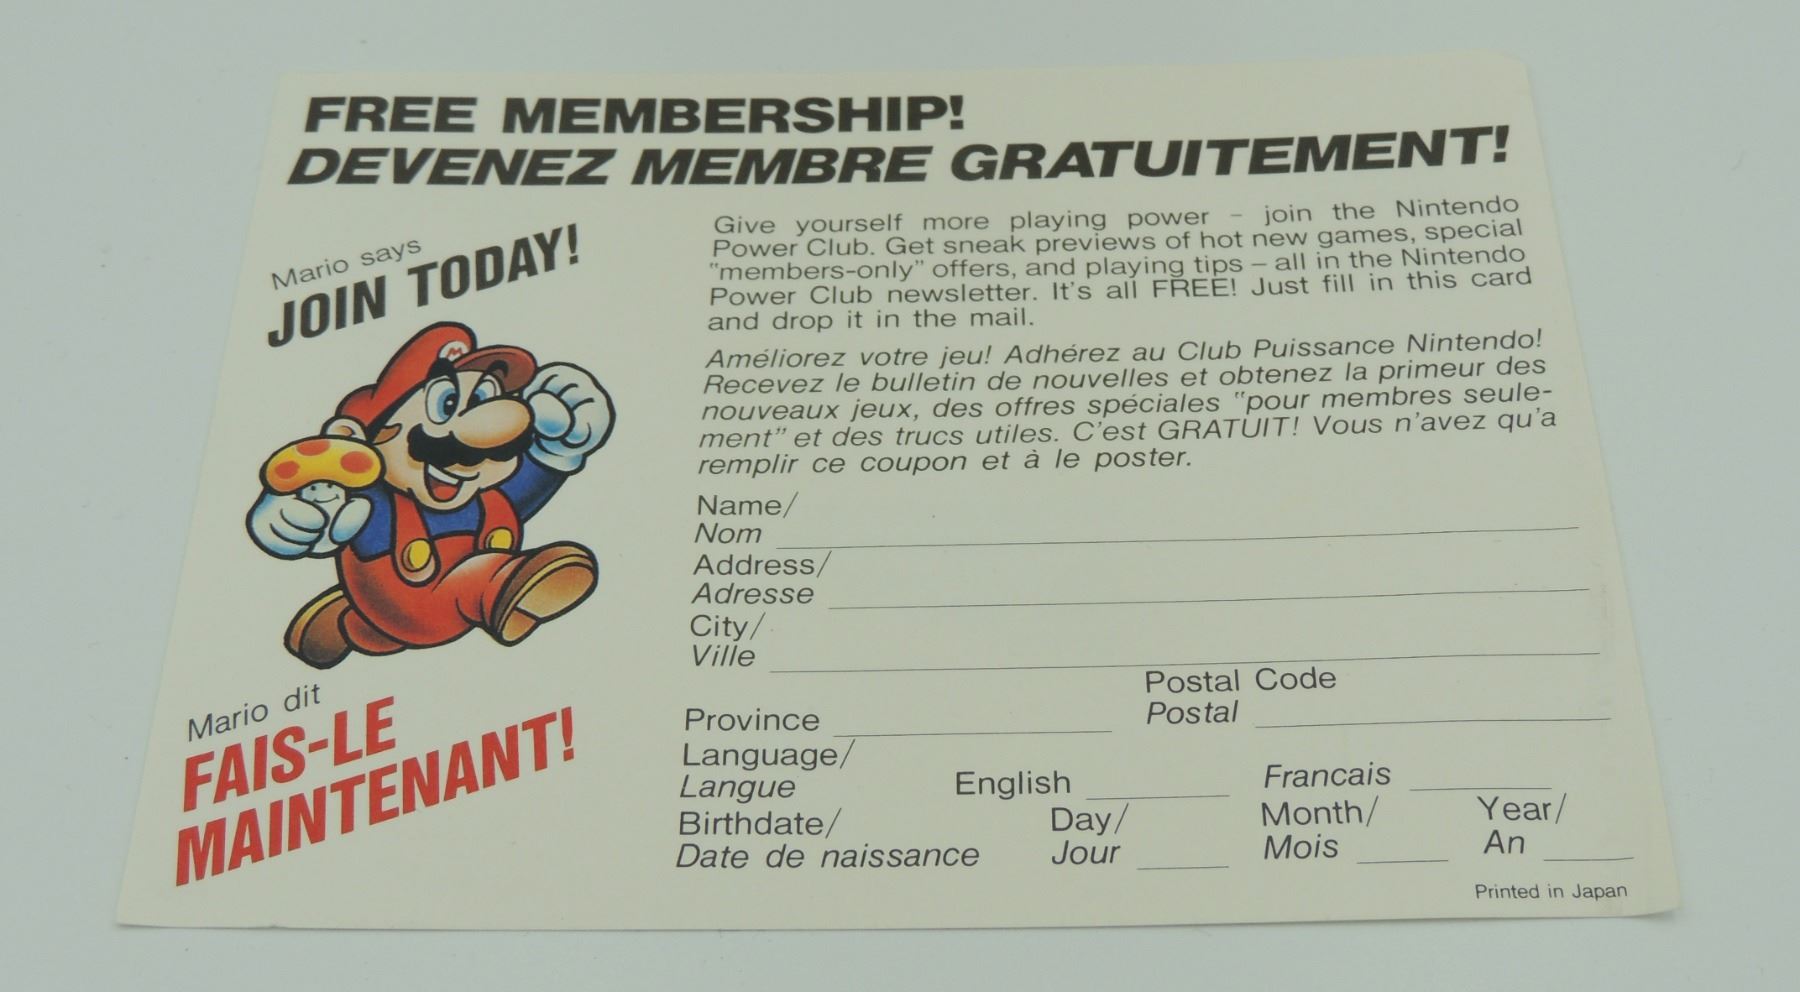 FREE MEMBERSHIP!
DEVENEZ MEMBRE GRATUITEMENT!
Mario says
JOIN TODAY!
M
Mario dit
FAIS-LE
MAINTENANT!
Give yourself more playing power – join the Nintendo
Power Club. Get sneak previews of hot new games, special
"members-only" offers, and playing tips – all in the Nintendo
Power Club newsletter. It's all FREE! Just fill in this card
and drop it in the mail.
Améliorez votre jeu! Adhérez au Club Puissance Nintendo!
Recevez le bulletin de nouvelles et obtenez la primeur des
nouveaux jeux, des offres spéciales "pour membres seule-
ment" et des trucs utiles. C'est GRATUIT! Vous n'avez qu'a
remplir ce coupon et à le poster.
Name/
Nom
Address/
Adresse
City/
Ville
Province
Postal Code
Postal
Language/
Langue
English
Francais
Birthdate/
Date de naissance
Day/
Jour
Month/
Mois
Year/
An
Printed in Japan